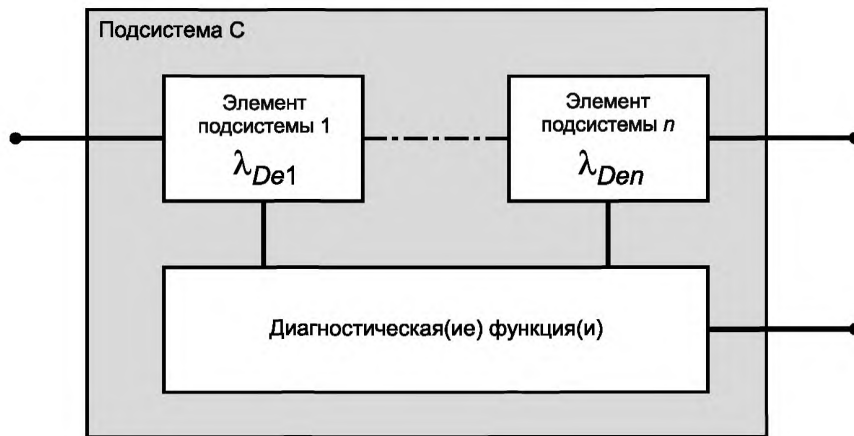 Подсистема С
Элемент
подсистемы 1
λDe1
Элемент
подсистемы n
λDen
Диагностическая(ие) функция(и)